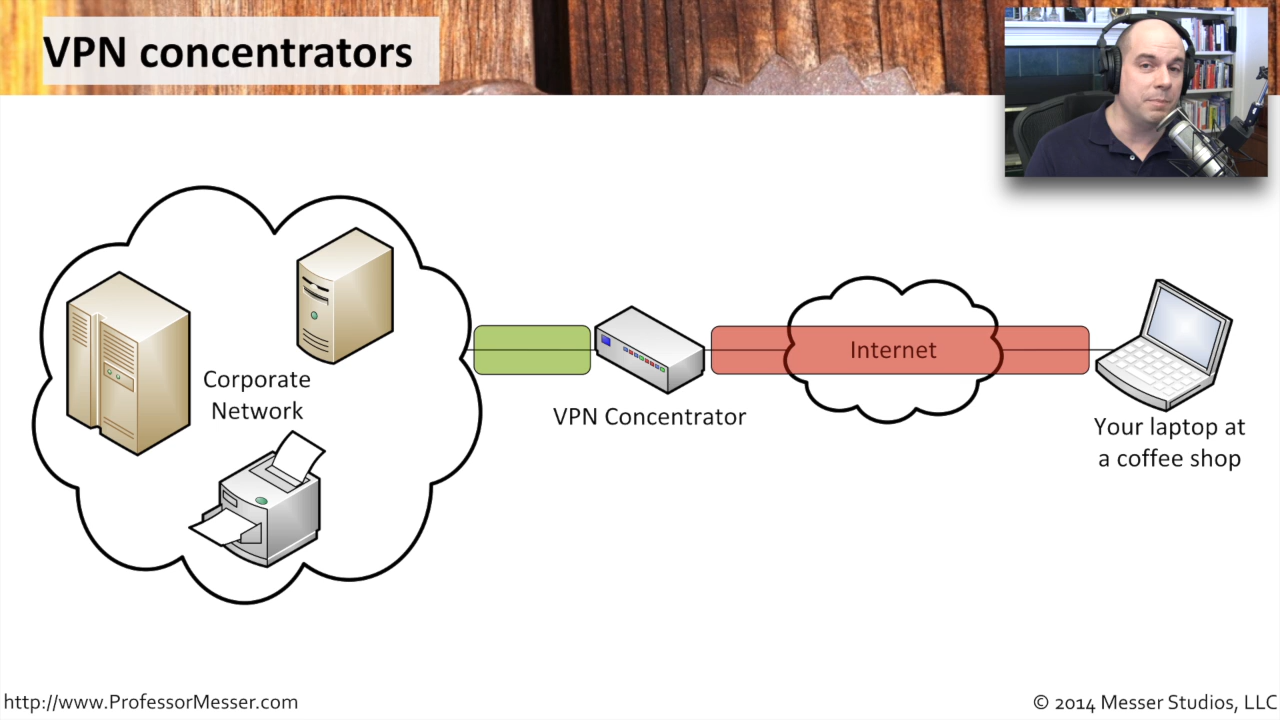 VPN concentrators
Corporate
Network
VPN Concentrator
Internet
Your laptop at
a coffee shop
http://www.ProfessorMesser.com
© 2014 Messer Studios, LLC